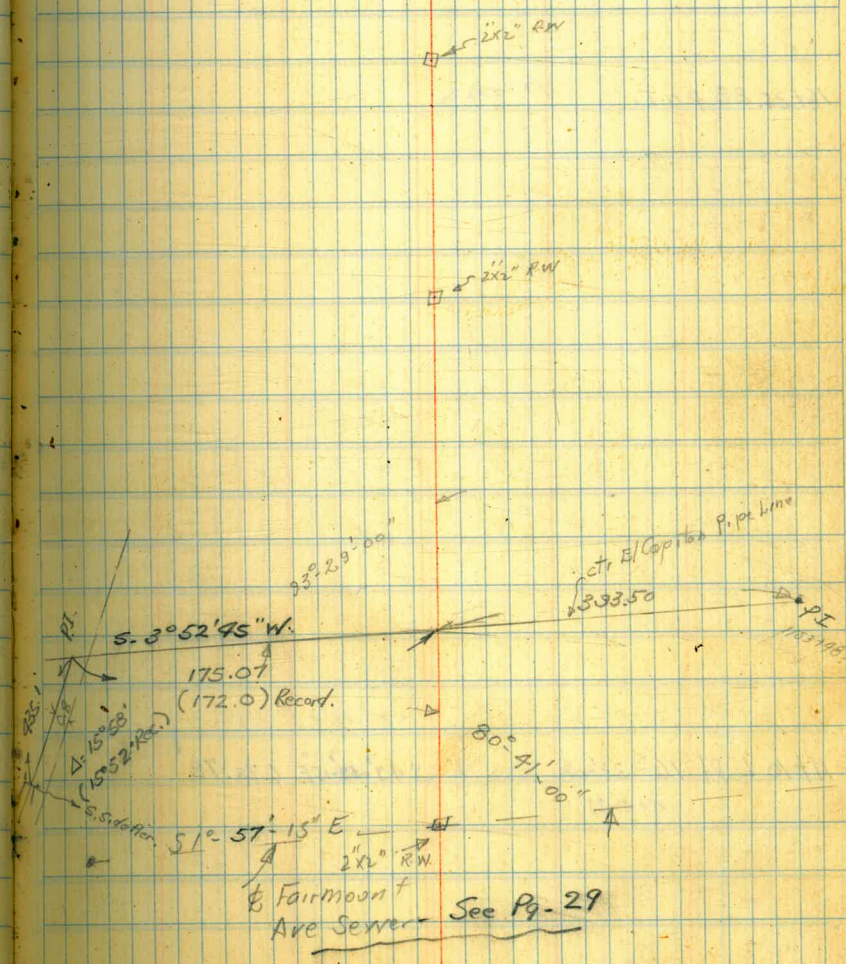 2"x2" R.W
2"x2" R.W
93°-29'-00"
ctr. El Capitan Pipe Line
333.50
P.I.
P.I.
S-3°52'45"W.
175.07
(172.0) Record.
Δ=15°58'
(15°52' Rec.)
80°-41'-00"
S1°-57'-15" E
2"x2" R.W.
℄ Fairmount
Ave Sewer - See Pg-29